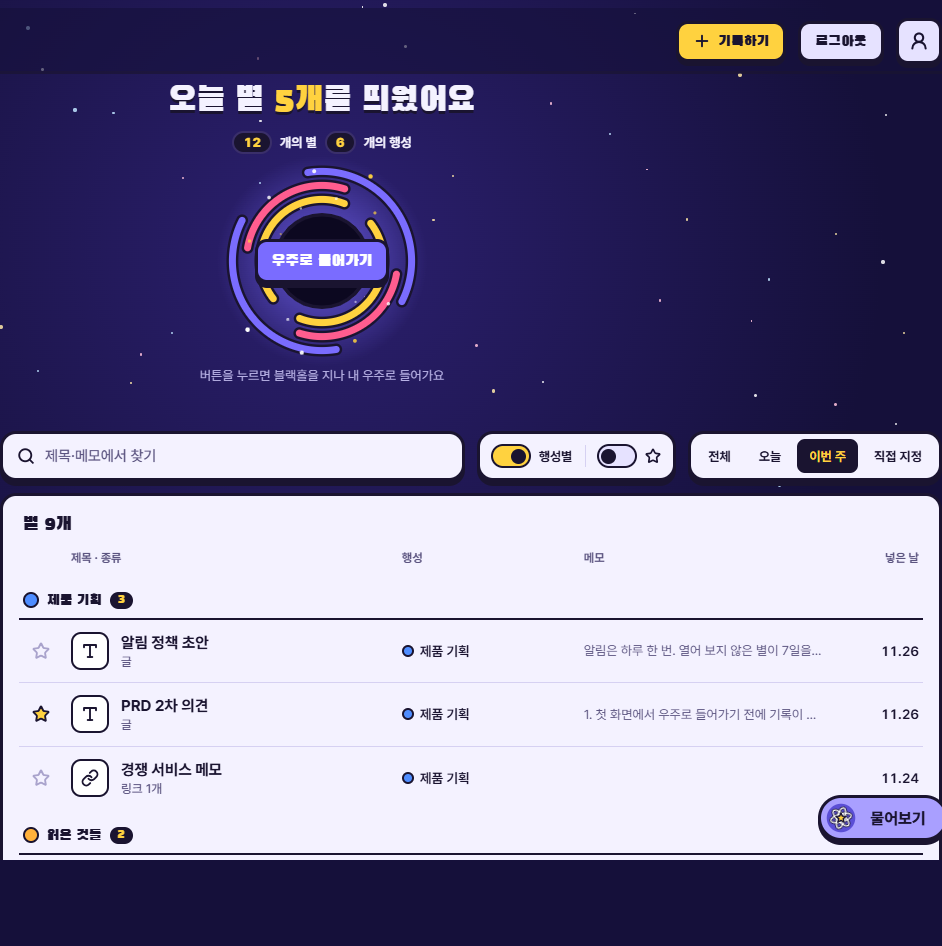 기록하기
로그아웃
오늘 별 5개를 띄웠어요
12 개의 별 6 개의 행성
우주로 들어가기
버튼을 누르면 블랙홀을 지나 내 우주로 들어가요
제목·메모에서 찾기
행성별
전체 오늘 이번 주 직접 지정
별 9개
제목 · 종류 행성 메모 넣은 날
제품 기획 3
알림 정책 초안
글
제품 기획
알림은 하루 한 번. 열어 보지 않은 별이 7일을...
11.26
PRD 2차 의견
글
제품 기획
1. 첫 화면에서 우주로 들어가기 전에 기록이 ...
11.26
경쟁 서비스 메모
링크 1개
제품 기획
11.24
물어보기
읽은 것들 2